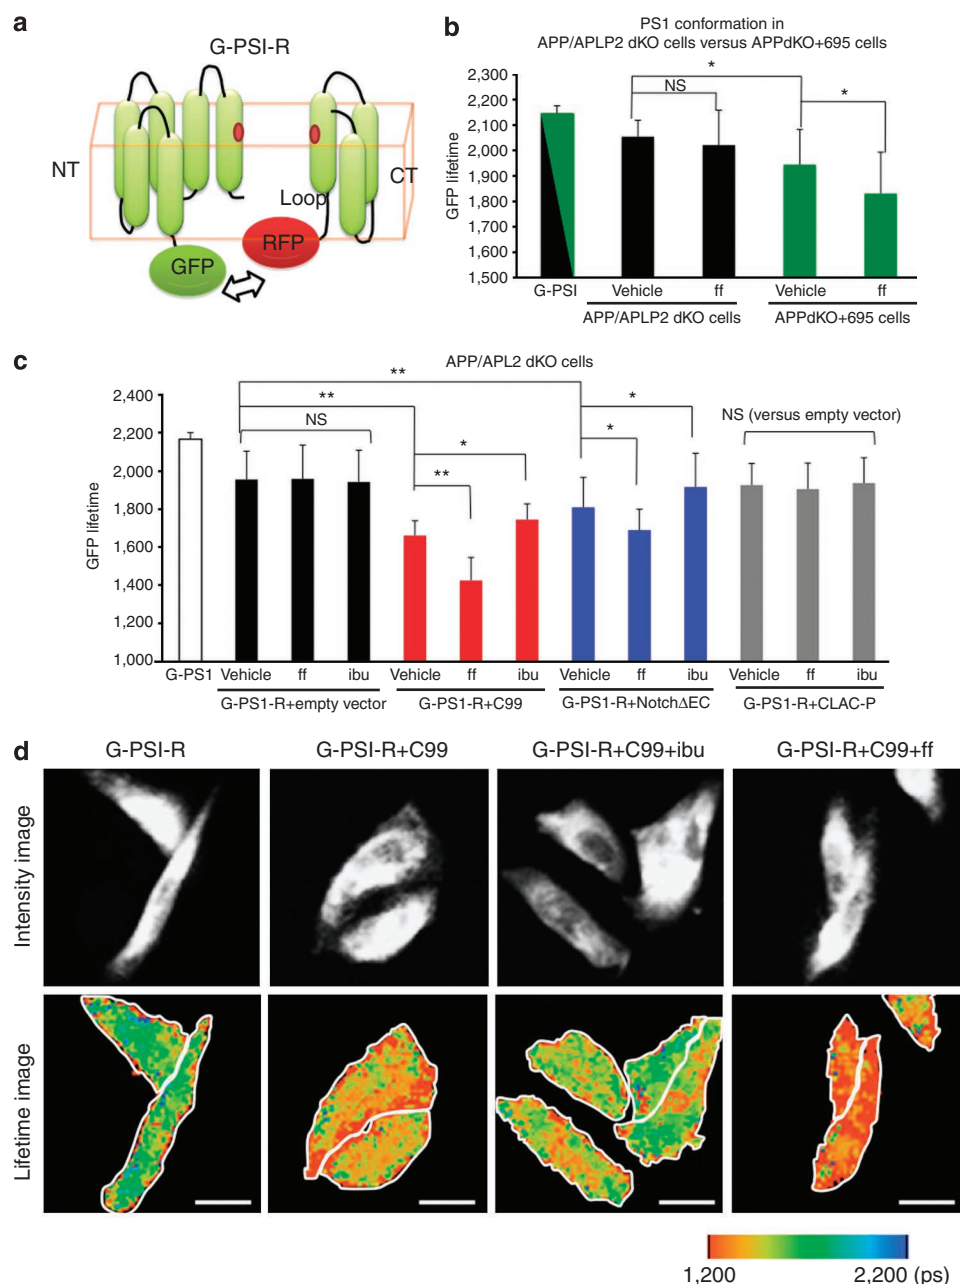 a
G-PSI-R
NT
CT
Loop
RFP
GFP
b
PS1 conformation in
APP/APLP2 dKO cells versus APPdKO+695 cells
*
NS
*
2,300
2,200
2,100
2,000
1,900
1,800
1,700
1,600
1,500
GFP lifetime
G-PSI
Vehicle
ff
Vehicle
ff
APP/APLP2 dKO cells
APPdKO+695 cells
c
APP/APL2 dKO cells
**
**
NS
*
**
*
*
NS (versus empty vector)
2,400
2,200
2,000
1,800
1,600
1,400
1,200
1,000
GFP lifetime
G-PS1
Vehicle
ff
ibu
Vehicle
ff
ibu
Vehicle
ff
ibu
Vehicle
ff
ibu
G-PS1-R+empty vector
G-PS1-R+C99
G-PS1-R+NotchΔEC
G-PS1-R+CLAC-P
d
G-PSI-R
G-PSI-R+C99
G-PSI-R+C99+ibu
G-PSI-R+C99+ff
Intensity image
Lifetime image
1,200
2,200 (ps)